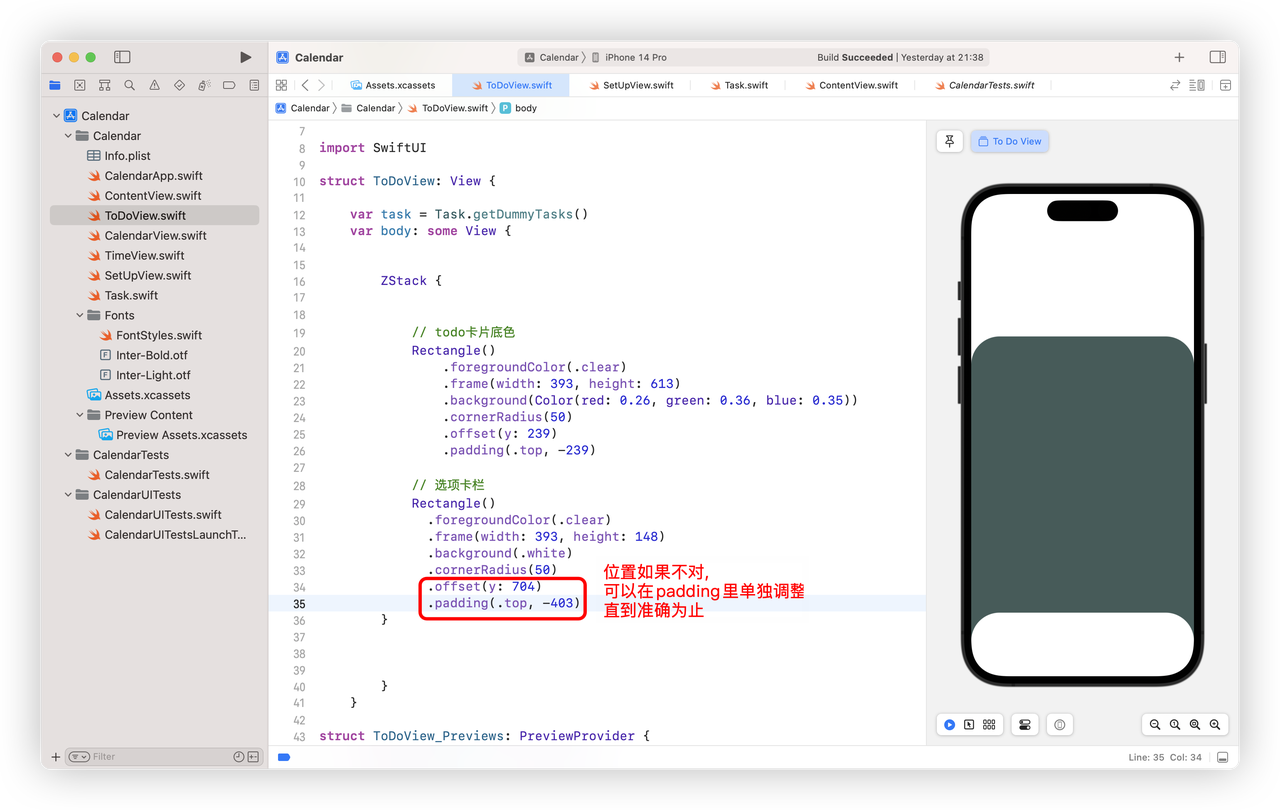 Calendar
Calendar 〉 iPhone 14 Pro
Build Succeeded | Yesterday at 21:38
Assets.xcassets
ToDoView.swift
SetUpView.swift
Task.swift
ContentView.swift
CalendarTests.swift
Calendar 〉 Calendar 〉 ToDoView.swift 〉 P body
Calendar
Calendar
Info.plist
CalendarApp.swift
ContentView.swift
ToDoView.swift
CalendarView.swift
TimeView.swift
SetUpView.swift
Task.swift
Fonts
FontStyles.swift
F Inter-Bold.otf
F Inter-Light.otf
Assets.xcassets
Preview Content
Preview Assets.xcassets
CalendarTests
CalendarTests.swift
CalendarUITests
CalendarUITests.swift
CalendarUITestsLaunchT...
Filter
7
8 import SwiftUI
9
10 struct ToDoView: View {
11
12 var task = Task.getDummyTasks()
13 var body: some View {
14
15
16 ZStack {
17
18
19 // todo卡片底色
20 Rectangle()
21 .foregroundColor(.clear)
22 .frame(width: 393, height: 613)
23 .background(Color(red: 0.26, green: 0.36, blue: 0.35))
24 .cornerRadius(50)
25 .offset(y: 239)
26 .padding(.top, -239)
27
28 // 选项卡栏
29 Rectangle()
30 .foregroundColor(.clear)
31 .frame(width: 393, height: 148)
32 .background(.white)
33 .cornerRadius(50)
34 .offset(y: 704)
35 .padding(.top, -403)
36 }
37
38
39
40 }
41 }
42
43 struct ToDoView_Previews: PreviewProvider {
位置如果不对,
可以在padding里单独调整
直到准确为止
To Do View
Line: 35 Col: 34